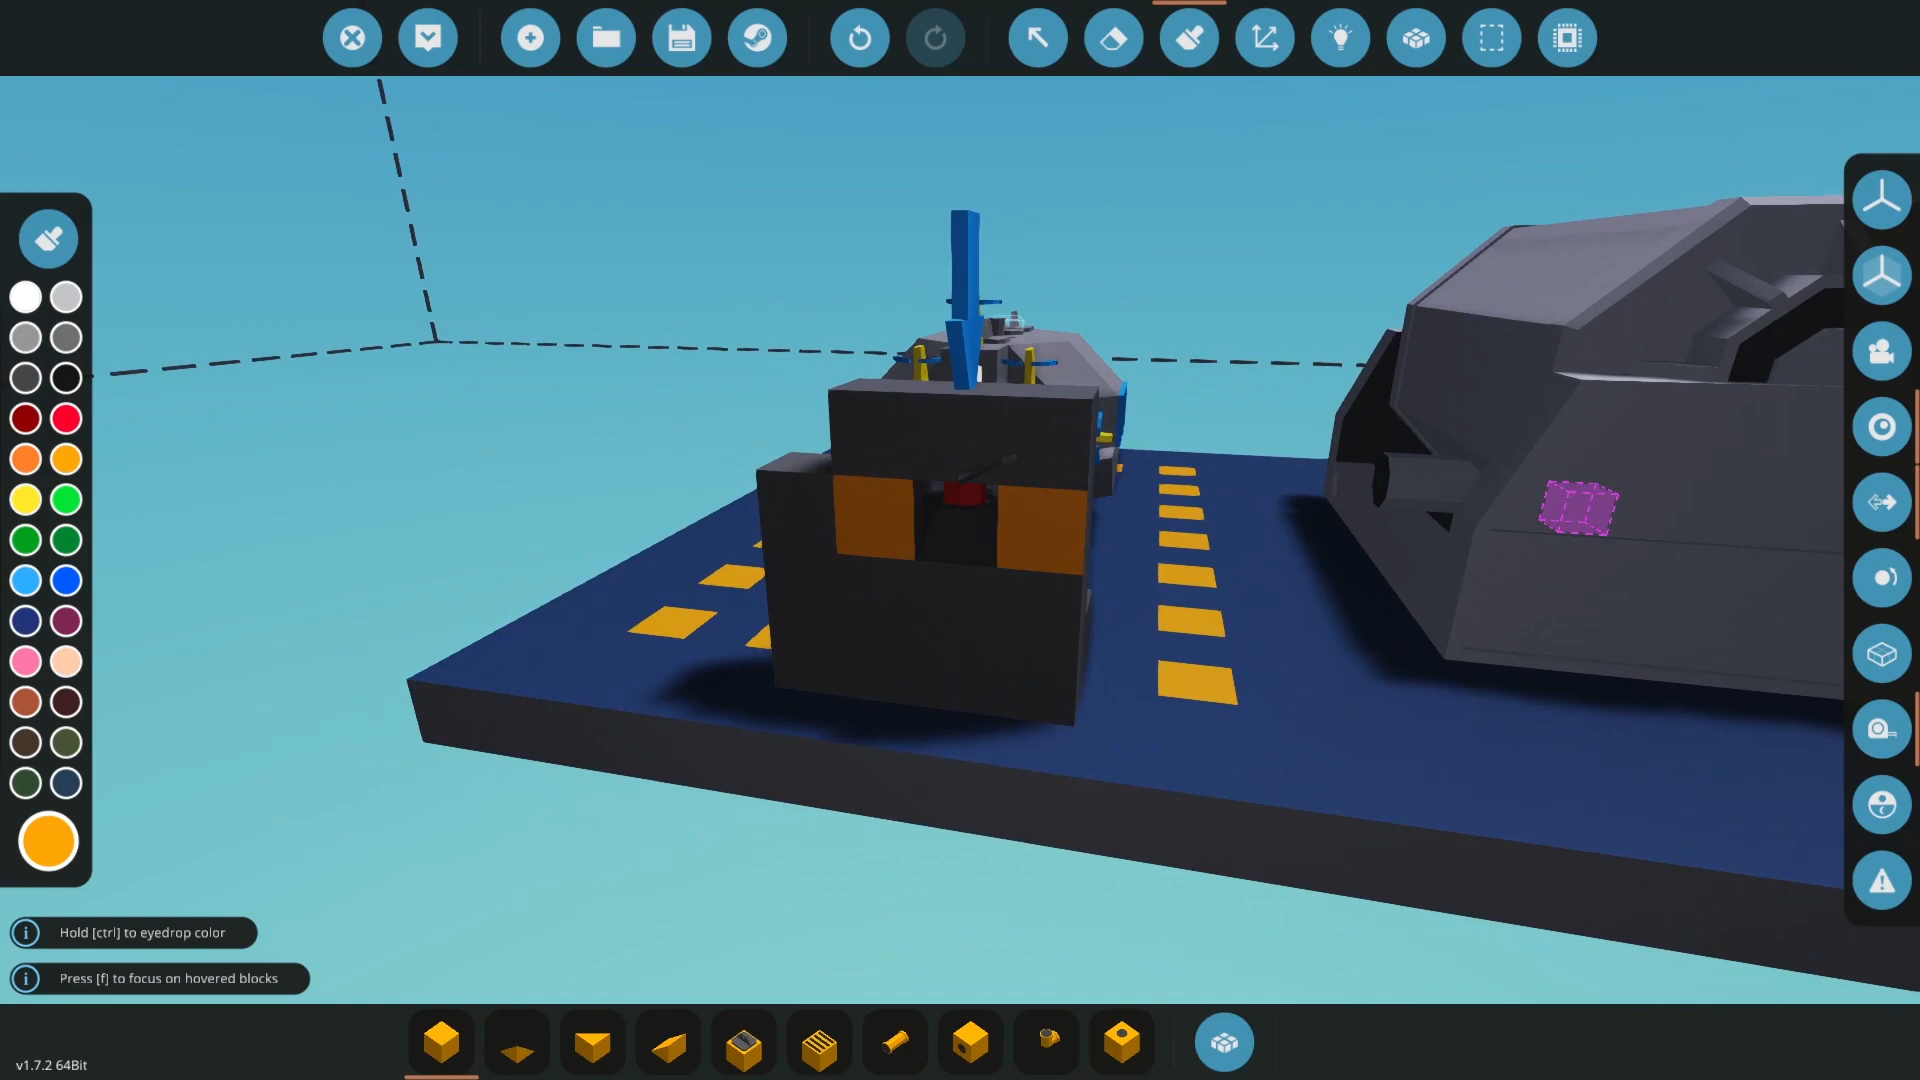 Hold [ctrl] to eyedrop color
Press [f] to focus on hovered blocks
v1.7.2 64Bit